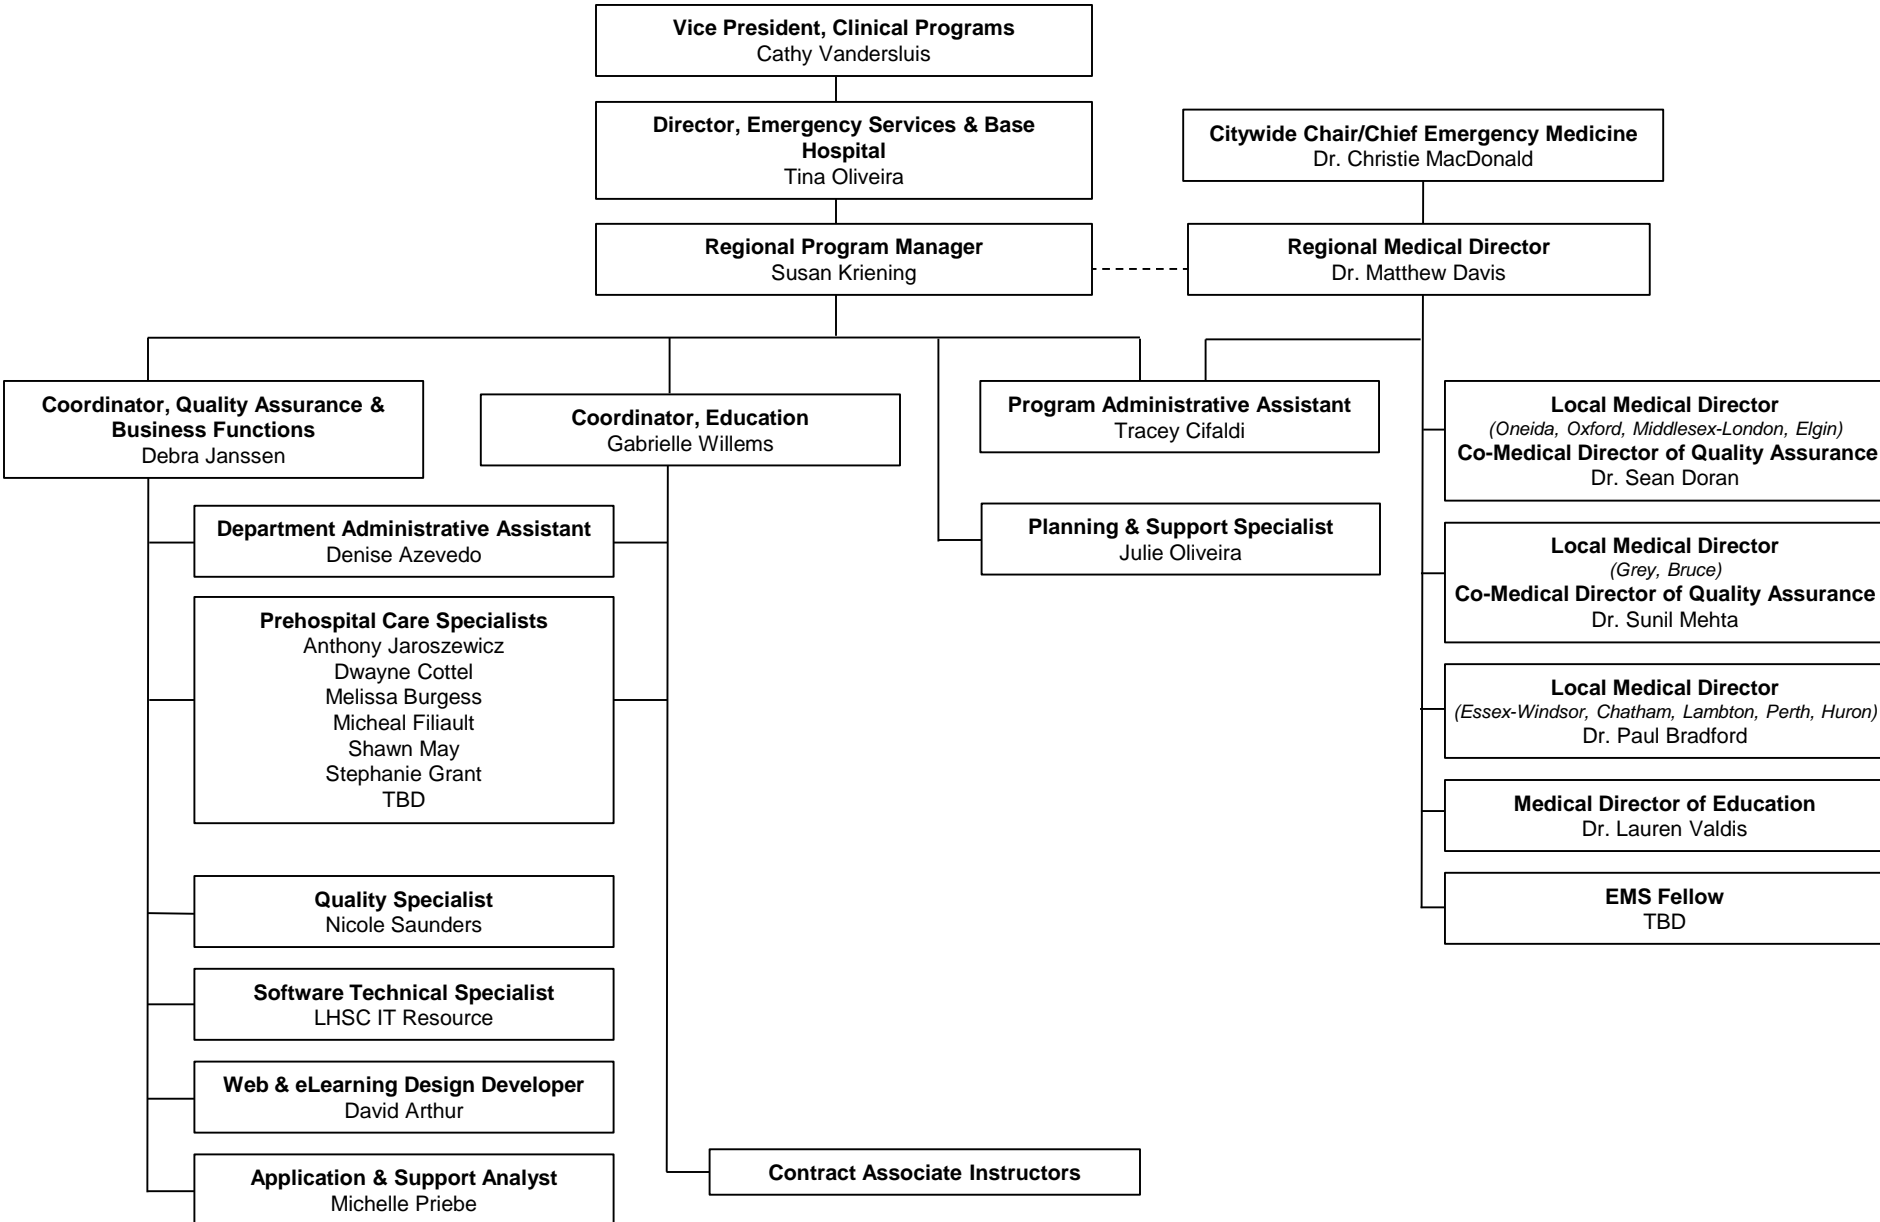 Vice President, Clinical Programs
Cathy Vandersluis
Director, Emergency Services & Base
Hospital
Tina Oliveira
Citywide Chair/Chief Emergency Medicine
Dr. Christie MacDonald
Regional Program Manager
Susan Kriening
Regional Medical Director
Dr. Matthew Davis
Coordinator, Quality Assurance &
Business Functions
Debra Janssen
Coordinator, Education
Gabrielle Willems
Program Administrative Assistant
Tracey Cifaldi
Local Medical Director
(Oneida, Oxford, Middlesex-London, Elgin)
Co-Medical Director of Quality Assurance
Dr. Sean Doran
Department Administrative Assistant
Denise Azevedo
Planning & Support Specialist
Julie Oliveira
Local Medical Director
(Grey, Bruce)
Co-Medical Director of Quality Assurance
Dr. Sunil Mehta
Prehospital Care Specialists
Anthony Jaroszewicz
Dwayne Cottel
Melissa Burgess
Micheal Filiault
Shawn May
Stephanie Grant
TBD
Local Medical Director
(Essex-Windsor, Chatham, Lambton, Perth, Huron)
Dr. Paul Bradford
Medical Director of Education
Dr. Lauren Valdis
Quality Specialist
Nicole Saunders
EMS Fellow
TBD
Software Technical Specialist
LHSC IT Resource
Web & eLearning Design Developer
David Arthur
Application & Support Analyst
Michelle Priebe
Contract Associate Instructors